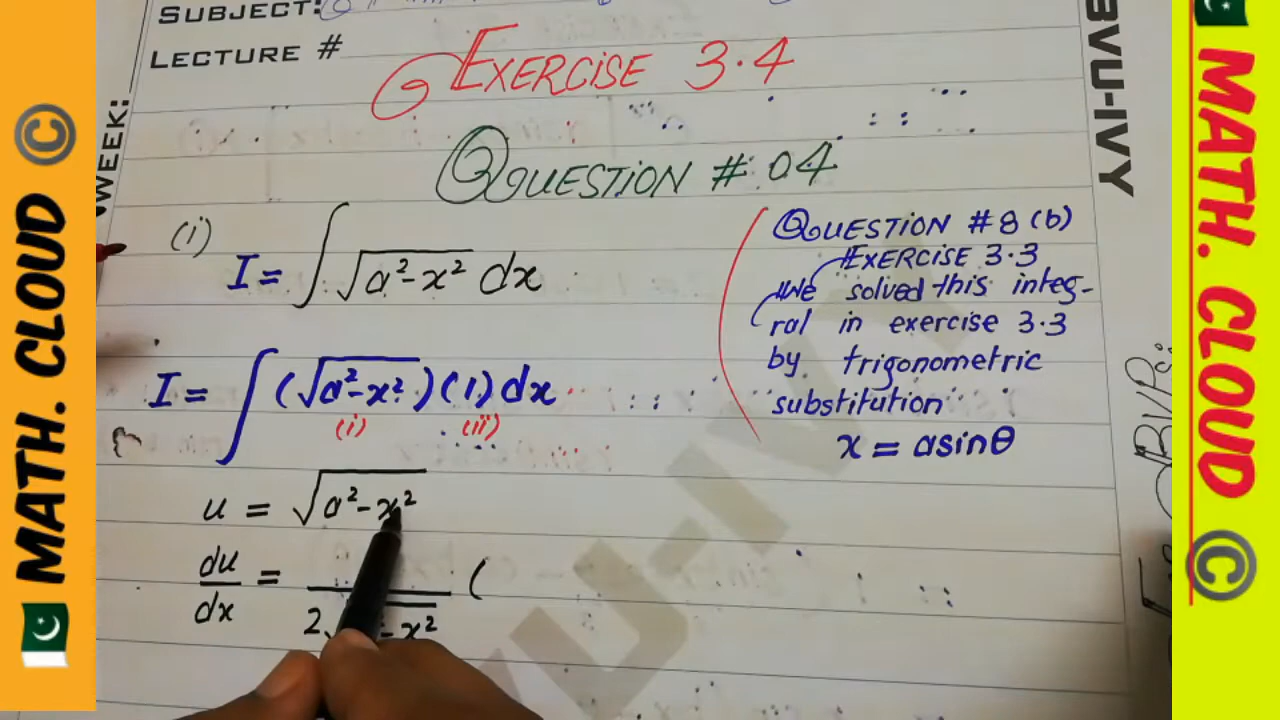 SUBJECT:
LECTURE #
WEEK:
EXERCISE 3.4
QUESTION # 04
(i) I = ∫ √a²-x² dx
I = ∫ (√a²-x²) (1) dx
(i) (ii)
u = √a²-x²
du/dx = 1/2√ -x² (
QUESTION #8 (b)
EXERCISE 3.3
We solved this integ-
ral in exercise 3.3
by trigonometric
substitution
x = asinθ
BVU-IVY
MATH. CLOUD ©
MATH. CLOUD ©